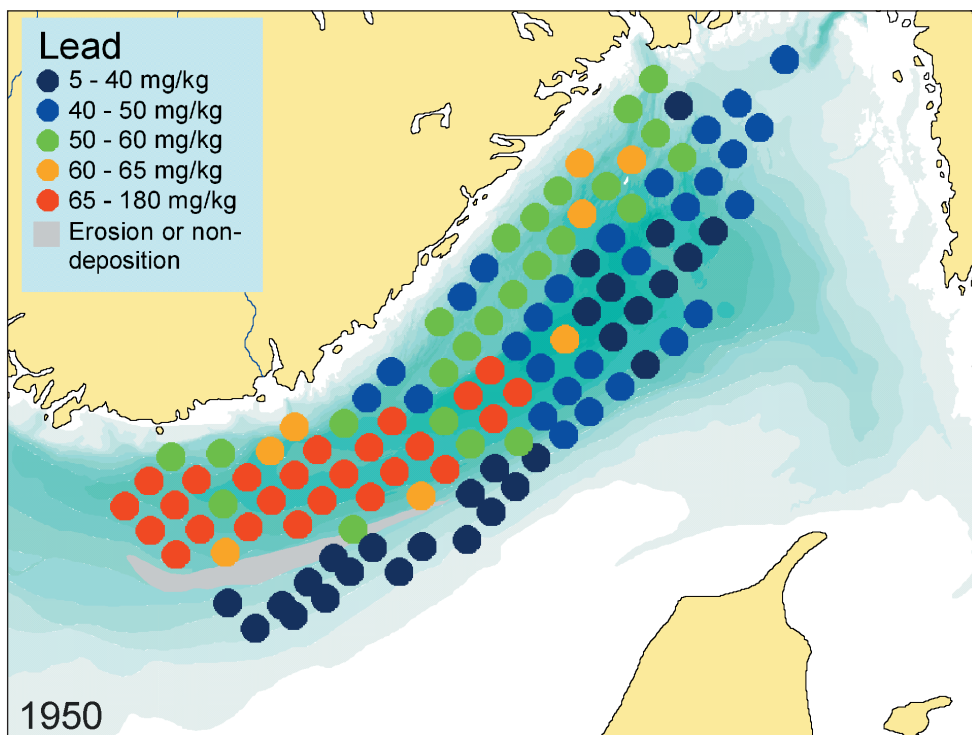 Lead
5 - 40 mg/kg
40 - 50 mg/kg
50 - 60 mg/kg
60 - 65 mg/kg
65 - 180 mg/kg
Erosion or non-
deposition
1950